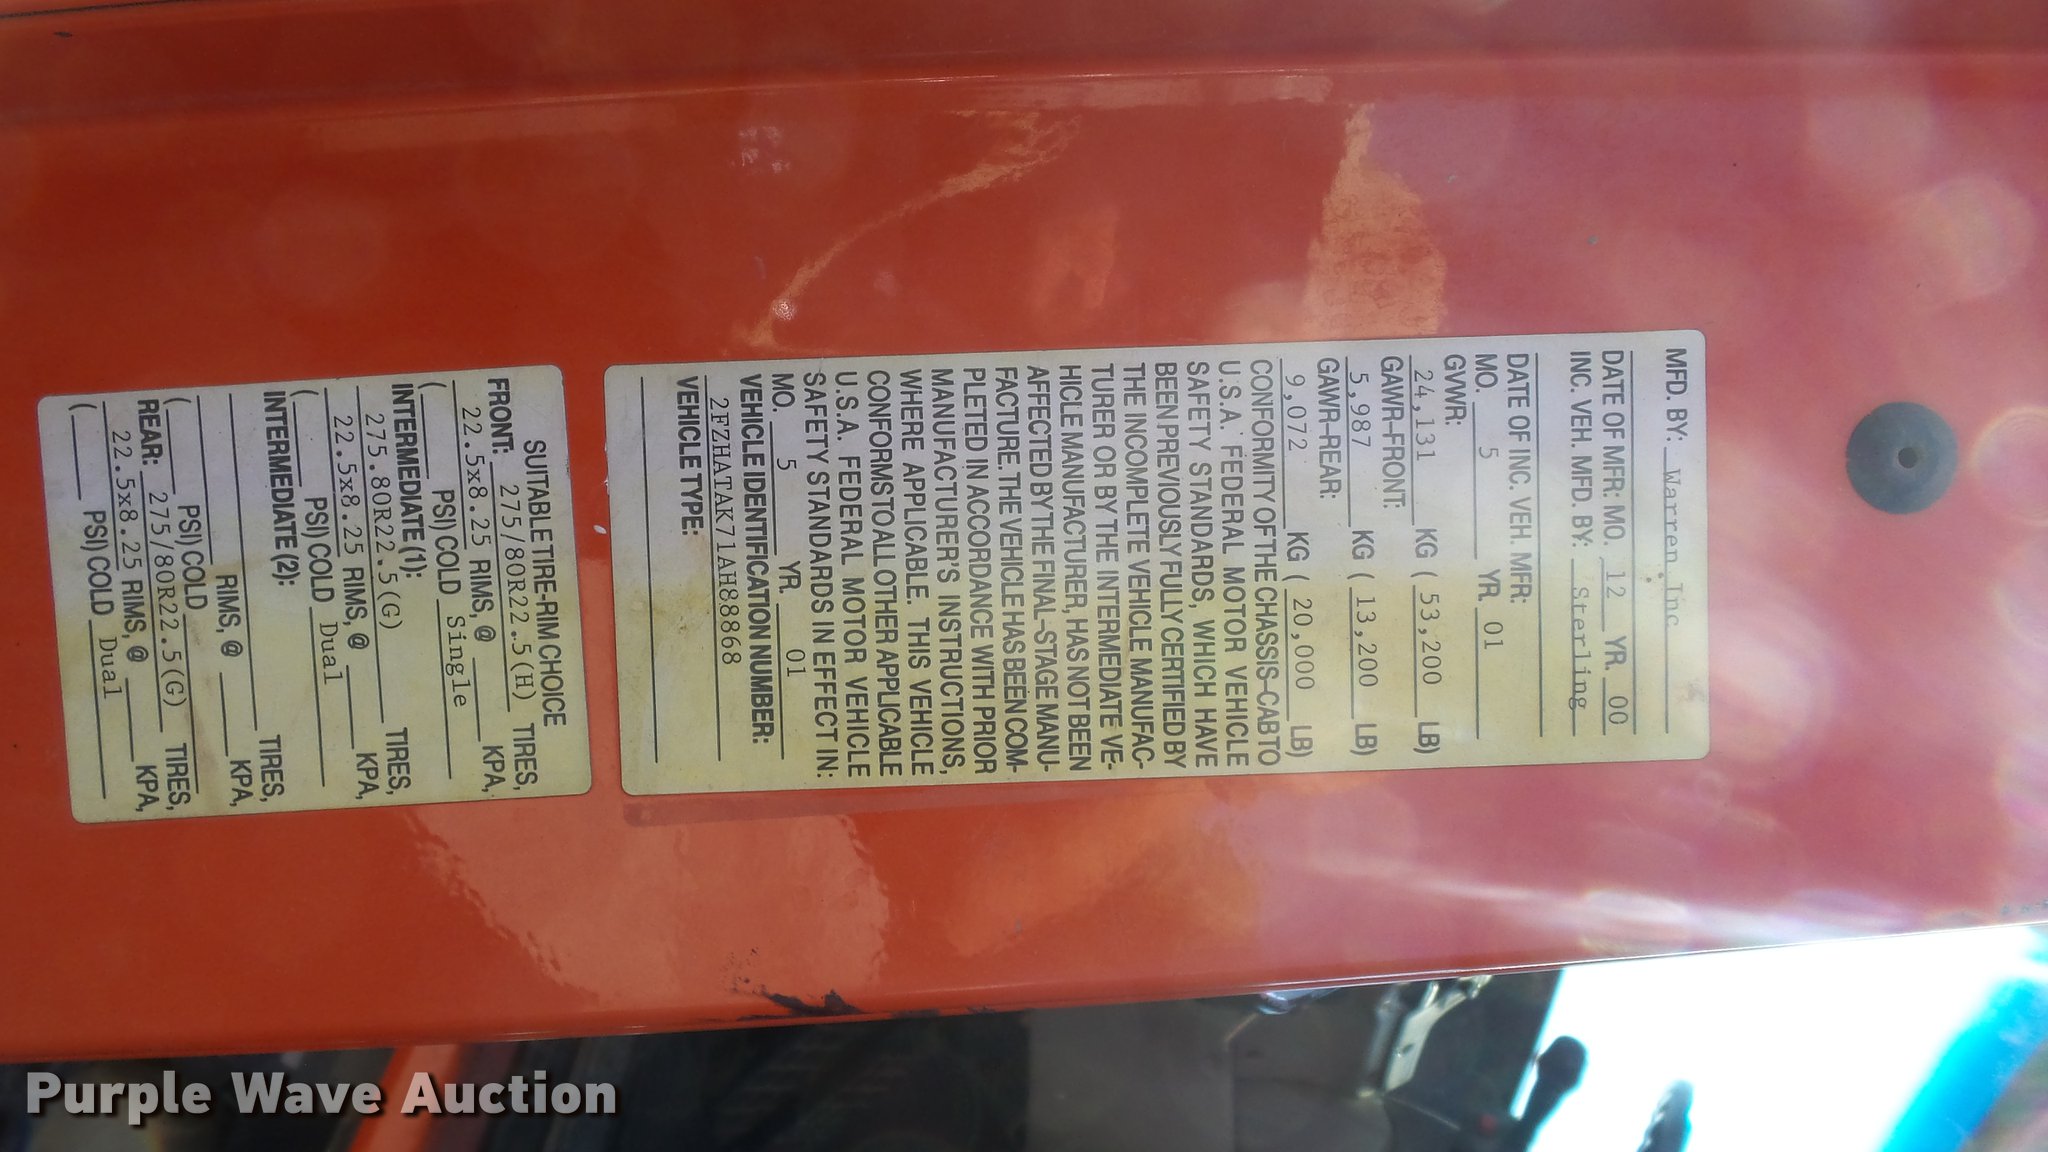 MFD. BY: Warren, Inc
DATE OF MFR: MO. 12 YR. 00
INC. VEH. MFD. BY: Sterling
DATE OF INC. VEH. MFR:
MO. 5 YR. 01
GVWR:
24,131 KG ( 53,200 LB)
GAWR-FRONT:
5,987 KG ( 13,200 LB)
GAWR-REAR:
9,072 KG ( 20,000 LB)
CONFORMITY OF THE CHASSIS-CAB TO
U.S.A. FEDERAL MOTOR VEHICLE
SAFETY STANDARDS, WHICH HAVE
BEEN PREVIOUSLY FULLY CERTIFIED BY
THE INCOMPLETE VEHICLE MANUFAC-
TURER OR BY THE INTERMEDIATE VE-
HICLE MANUFACTURER, HAS NOT BEEN
AFFECTED BY THE FINAL-STAGE MANU-
FACTURE. THE VEHICLE HAS BEEN COM-
PLETED IN ACCORDANCE WITH PRIOR
MANUFACTURER'S INSTRUCTIONS,
WHERE APPLICABLE. THIS VEHICLE
CONFORMS TO ALL OTHER APPLICABLE
U.S.A. FEDERAL MOTOR VEHICLE
SAFETY STANDARDS IN EFFECT IN:
MO. 5 YR. 01
VEHICLE IDENTIFICATION NUMBER:
2FZHATAK71AH88868
VEHICLE TYPE:
SUITABLE TIRE-RIM CHOICE
FRONT: 275/80R22.5(H) TIRES,
22.5x8.25 RIMS, @ KPA,
( PSI) COLD Single
INTERMEDIATE (1):
275.80R22.5(G) TIRES,
22.5x8.25 RIMS, @ KPA,
( PSI) COLD Dual
INTERMEDIATE (2):
TIRES,
RIMS, @ KPA,
( PSI) COLD
REAR: 275/80R22.5(G) TIRES,
22.5x8.25 RIMS, @ KPA,
( PSI) COLD Dual
Purple Wave Auction